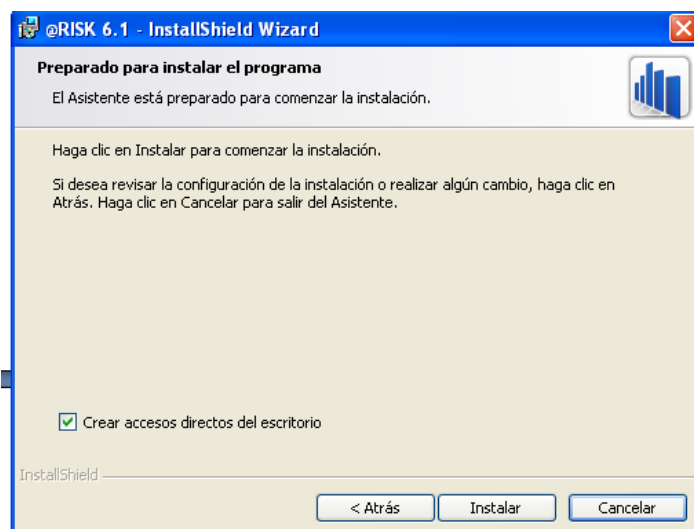 @RISK 6.1 - InstallShield Wizard
Preparado para instalar el programa
El Asistente está preparado para comenzar la instalación.
Haga clic en Instalar para comenzar la instalación.
Si desea revisar la configuración de la instalación o realizar algún cambio, haga clic en
Atrás. Haga clic en Cancelar para salir del Asistente.
Crear accesos directos del escritorio
InstallShield
< Atrás
Instalar
Cancelar